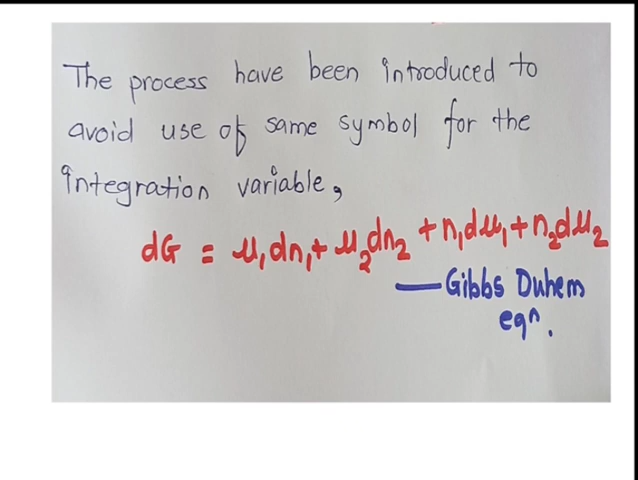 The process have been introduced to
avoid use of same symbol for the
integration variable,
dG = μ₁dn₁ + μ₂dn₂ + n₁dμ₁ + n₂dμ₂
— Gibbs Duhem
eqⁿ.